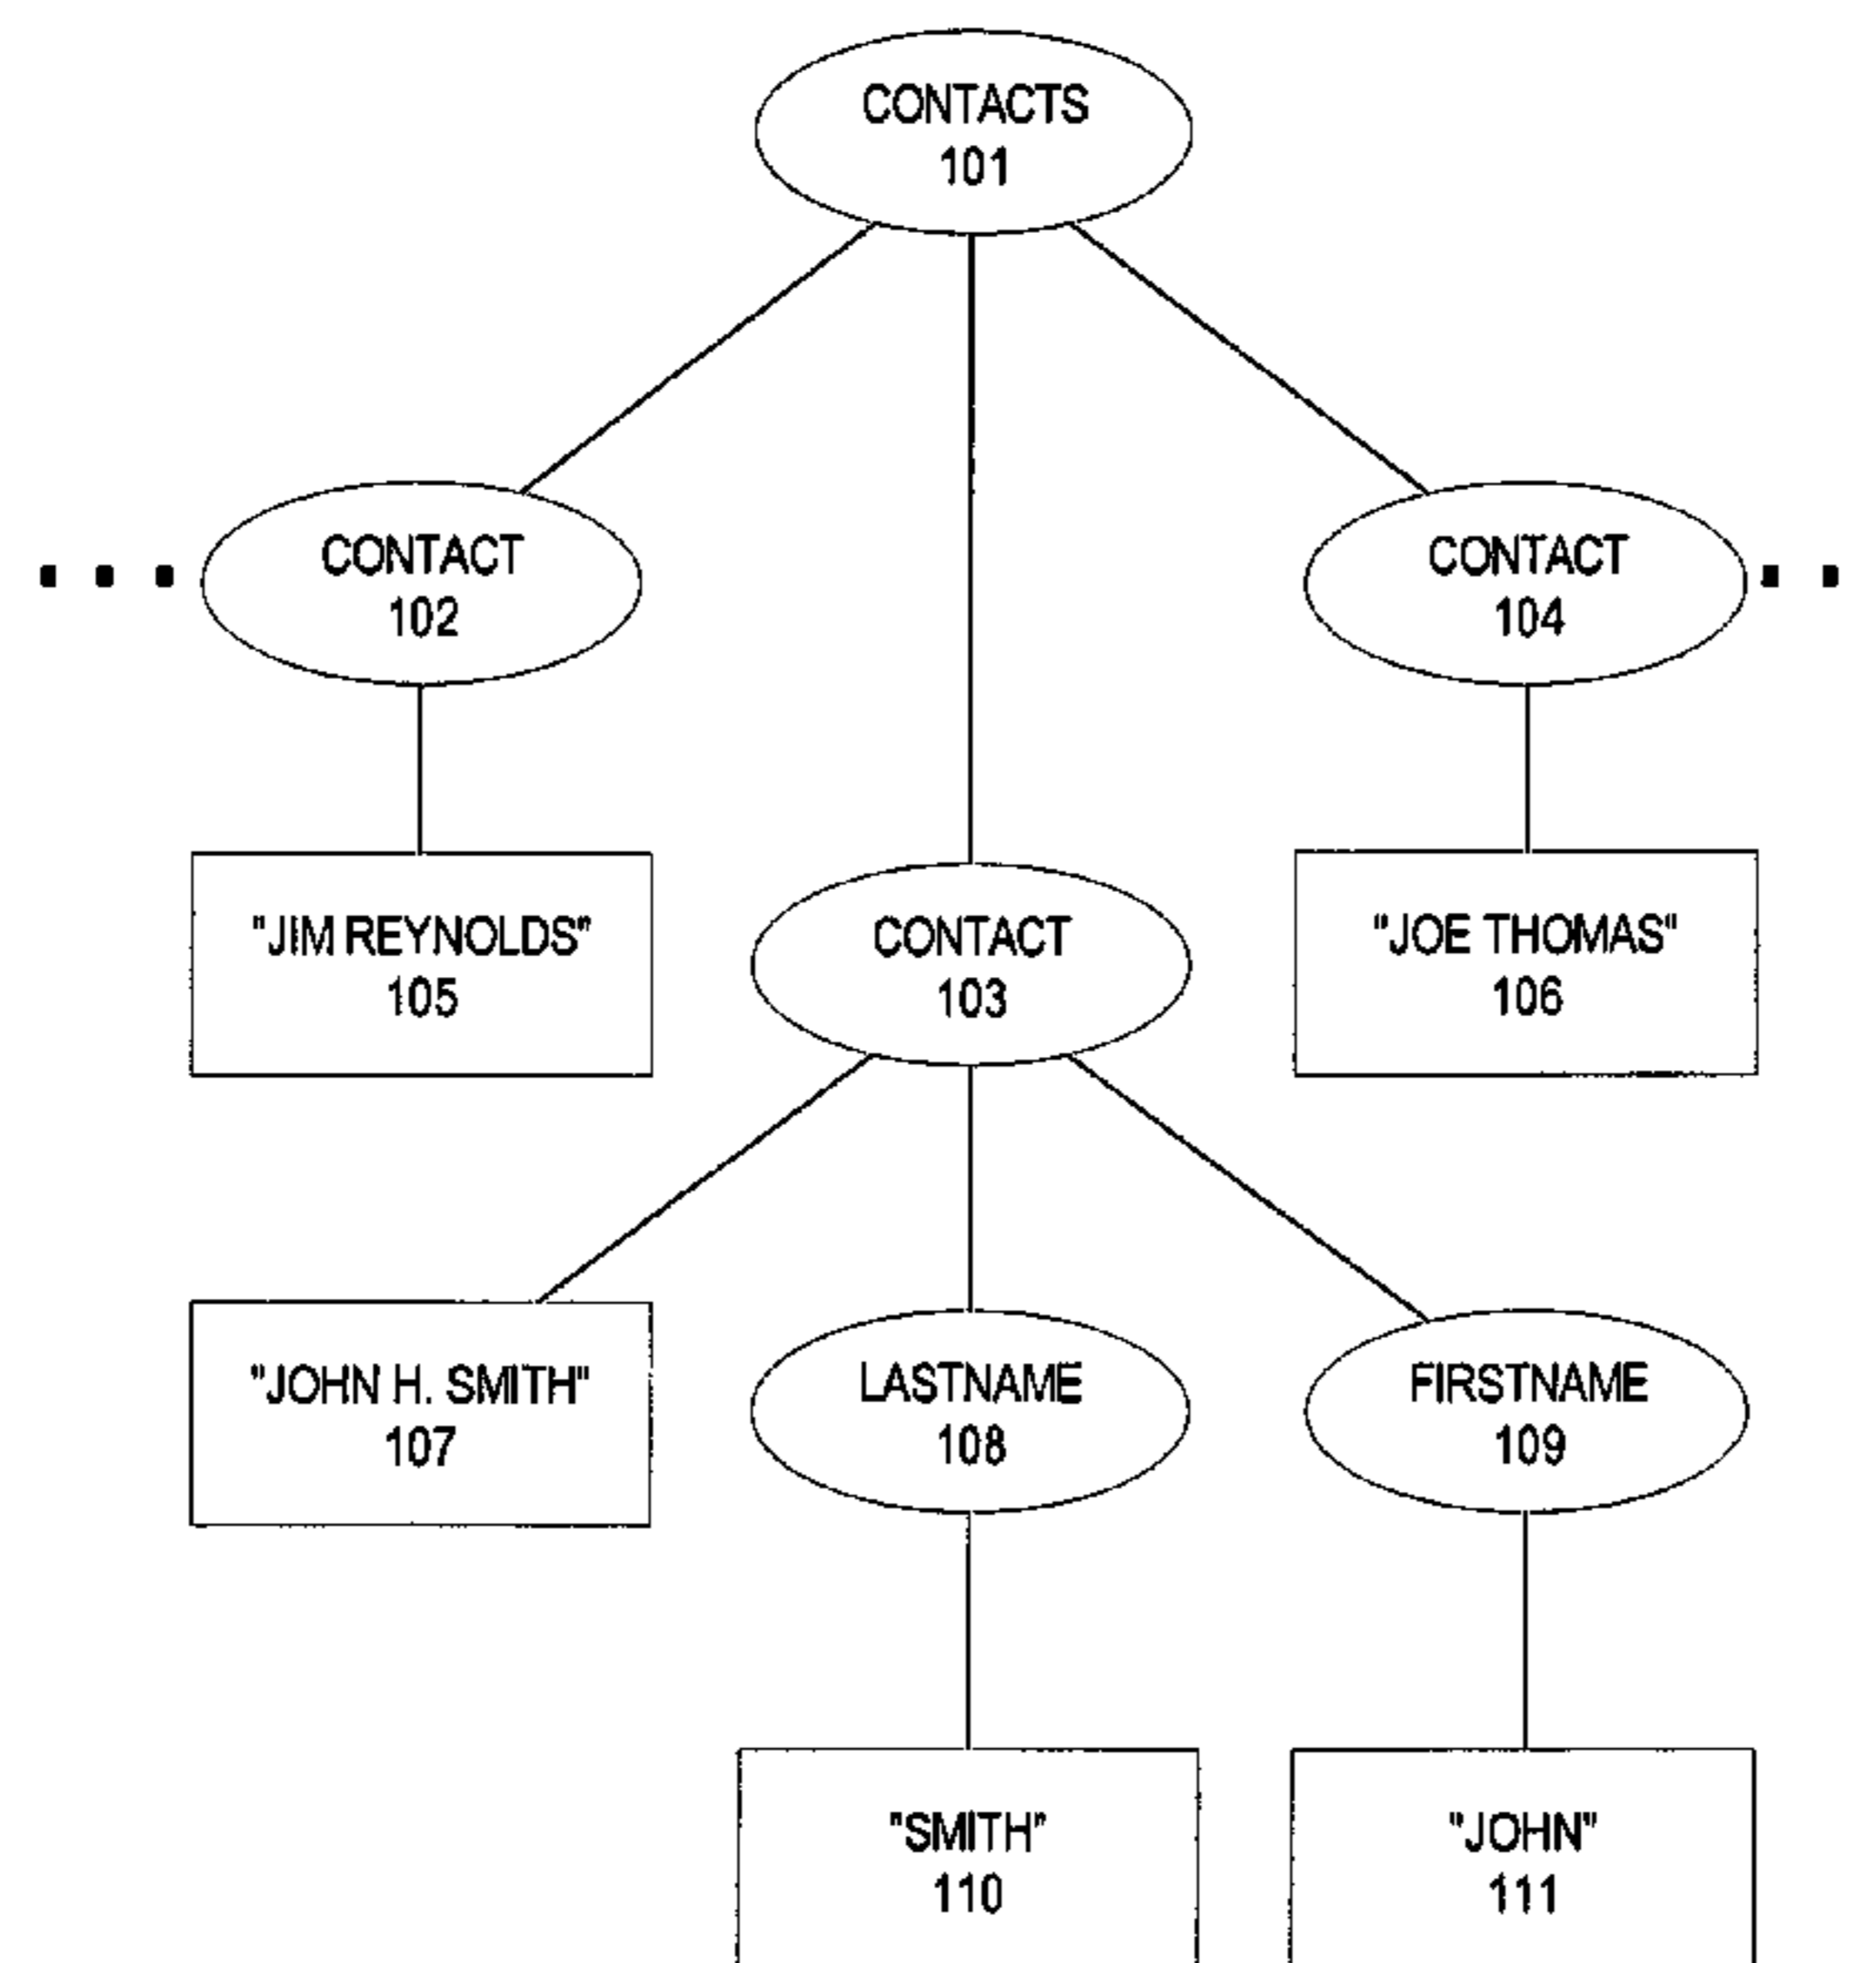 CONTACTS
101
CONTACT
102
CONTACT
104
"JIM REYNOLDS"
105
CONTACT
103
"JOE THOMAS"
106
"JOHN H. SMITH"
107
LASTNAME
108
FIRSTNAME
109
"SMITH"
110
"JOHN"
111